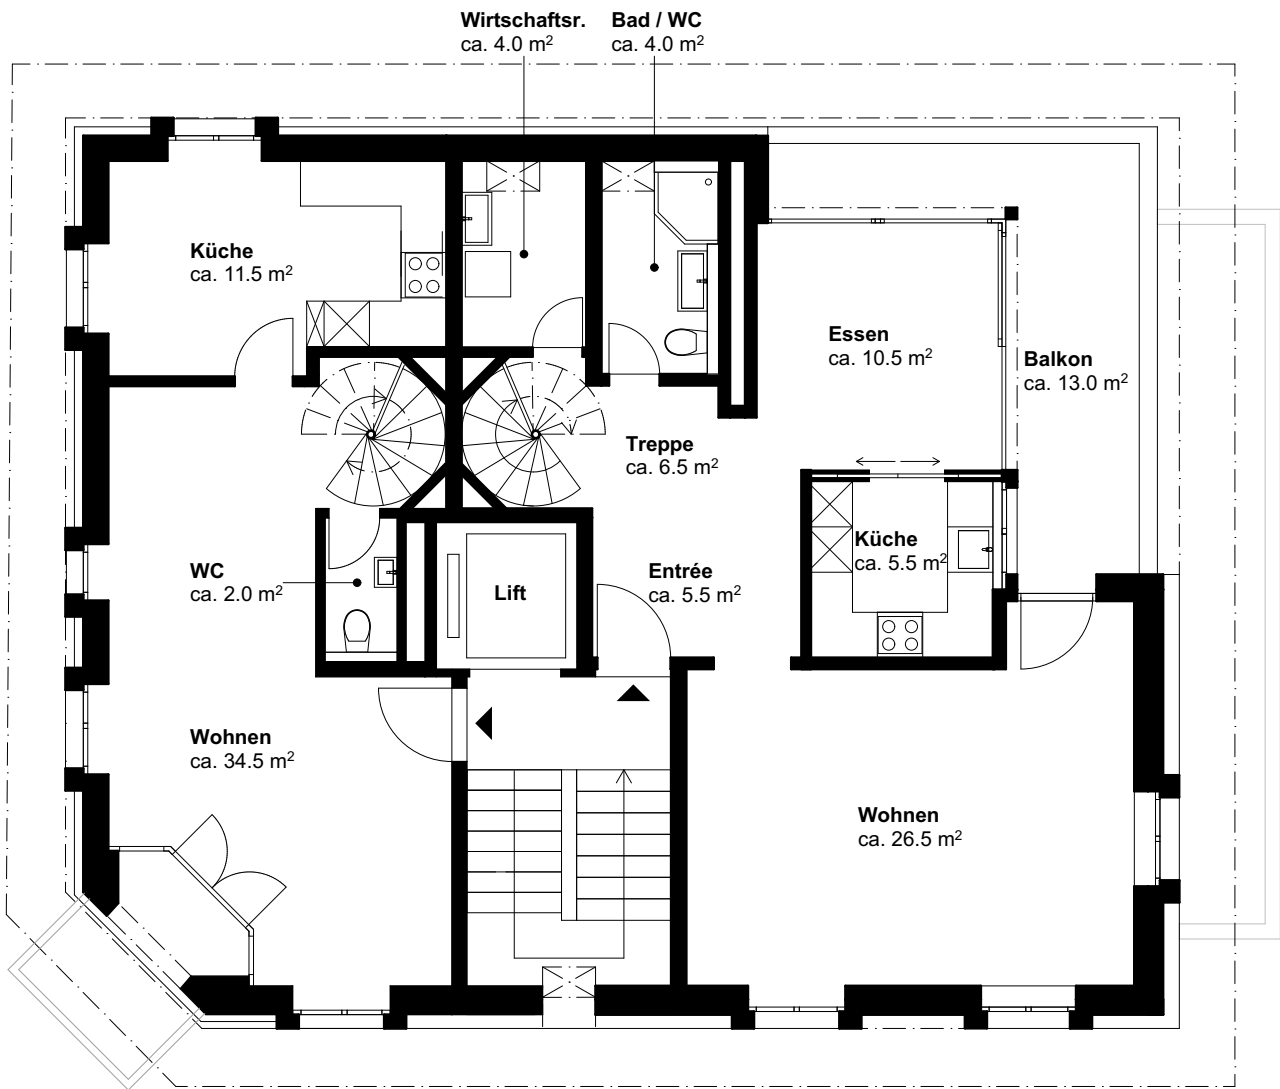 Wirtschaftsr.
ca. 4.0 m²
Bad / WC
ca. 4.0 m²
Küche
ca. 11.5 m²
Essen
ca. 10.5 m²
Balkon
ca. 13.0 m²
Treppe
ca. 6.5 m²
Küche
ca. 5.5 m²
WC
ca. 2.0 m²
Lift
Entrée
ca. 5.5 m²
Wohnen
ca. 34.5 m²
Wohnen
ca. 26.5 m²